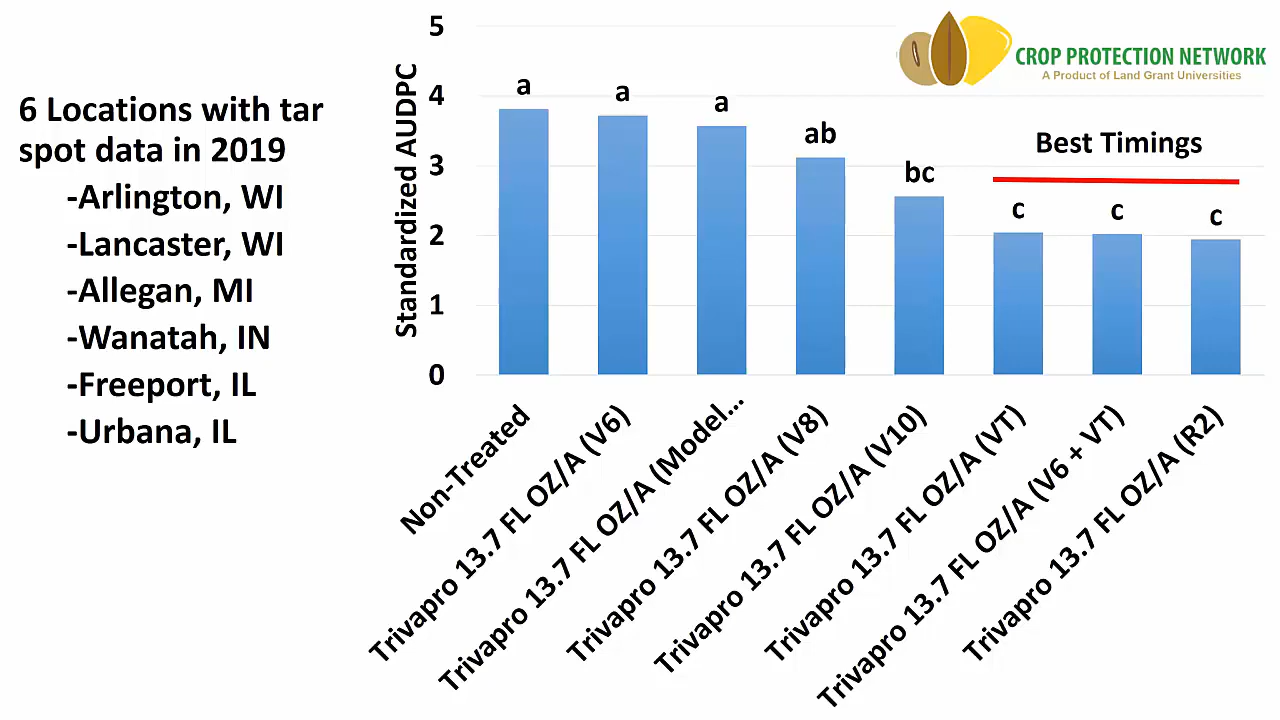 6 Locations with tar
spot data in 2019
-Arlington, WI
-Lancaster, WI
-Allegan, MI
-Wanatah, IN
-Freeport, IL
-Urbana, IL
CROP PROTECTION NETWORK
A Product of Land Grant Universities
Standardized AUDPC
5
4
3
2
1
0
a
a
a
ab
bc
c
c
c
Best Timings
Non-Treated
Trivapro 13.7 FL OZ/A (V6)
Trivapro 13.7 FL OZ/A (Model...
Trivapro 13.7 FL OZ/A (V8)
Trivapro 13.7 FL OZ/A (V10)
Trivapro 13.7 FL OZ/A (VT)
Trivapro 13.7 FL OZ/A (V6 + VT)
Trivapro 13.7 FL OZ/A (R2)